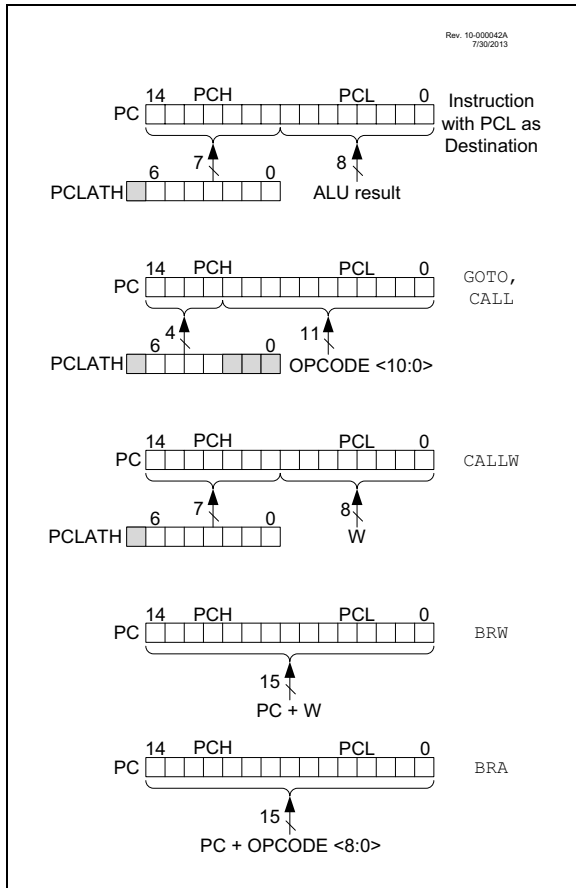 Rev. 10-000042A
7/30/2013
14 PCH PCL 0
PC
Instruction
with PCL as
Destination
6 7 0 8
PCLATH ALU result
14 PCH PCL 0
PC
GOTO,
CALL
6 4 0 11
PCLATH OPCODE <10:0>
14 PCH PCL 0
PC CALLW
6 7 0 8
PCLATH W
14 PCH PCL 0
PC BRW
15
PC + W
14 PCH PCL 0
PC BRA
15
PC + OPCODE <8:0>